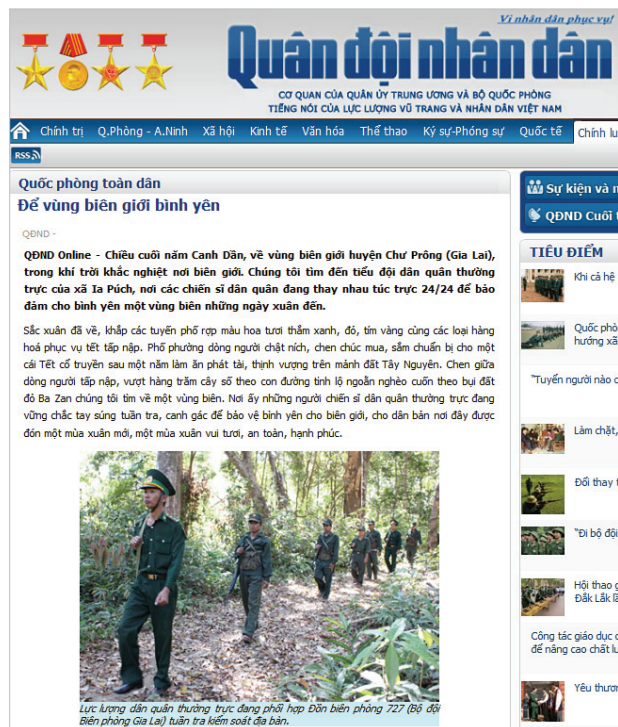 Vì nhân dân phục vụ!
Quân đội nhân dân
CƠ QUAN CỦA QUÂN ỦY TRUNG ƯƠNG VÀ BỘ QUỐC PHÒNG
TIẾNG NÓI CỦA LỰC LƯỢNG VŨ TRANG VÀ NHÂN DÂN VIỆT NAM
Chính trị Q.Phòng - A.Ninh Xã hội Kinh tế Văn hóa Thể thao Ký sự-Phóng sự Quốc tế Chính lu
RSS
Quốc phòng toàn dân
Để vùng biên giới bình yên
QĐND -
QĐND Online - Chiều cuối năm Canh Dần, về vùng biên giới huyện Chư Prông (Gia Lai),
trong khí trời khắc nghiệt nơi biên giới. Chúng tôi tìm đến tiểu đội dân quân thường
trực của xã Ia Púch, nơi các chiến sĩ dân quân đang thay nhau túc trực 24/24 để bảo
đảm cho bình yên một vùng biên những ngày xuân đến.
Sắc xuân đã về, khắp các tuyến phố rợp màu hoa tươi thắm xanh, đỏ, tím vàng cùng các loại hàng
hoá phục vụ tết tấp nập. Phố phường dòng người chật ních, chen chúc mua, sắm chuẩn bị cho một
cái Tết cổ truyền sau một năm làm ăn phát tài, thịnh vượng trên mảnh đất Tây Nguyên. Chen giữa
dòng người tấp nập, vượt hàng trăm cây số theo con đường tỉnh lộ ngoằn nghèo cuốn theo bụi đất
đỏ Ba Zan chúng tôi tìm về một vùng biên. Nơi ấy những người chiến sĩ dân quân thường trực đang
vững chắc tay súng tuần tra, canh gác để bảo vệ bình yên cho biên giới, cho dân bản nơi đây được
đón một mùa xuân mới, một mùa xuân vui tươi, an toàn, hạnh phúc.
Lực lượng dân quân thường trực đang phối hợp Đồn biên phòng 727 (Bộ đội
Biên phòng Gia Lai) tuần tra kiểm soát địa bàn.
Sự kiện và n
QĐND Cuối t
TIÊU ĐIỂM
Khi cả hệ
Quốc phò
hướng xã
"Tuyển người nào c
Làm chặt,
Đổi thay t
"Đi bộ đội
Hội thao g
Đắk Lắk lầ
Công tác giáo dục c
để nâng cao chất lu
Yêu thươn